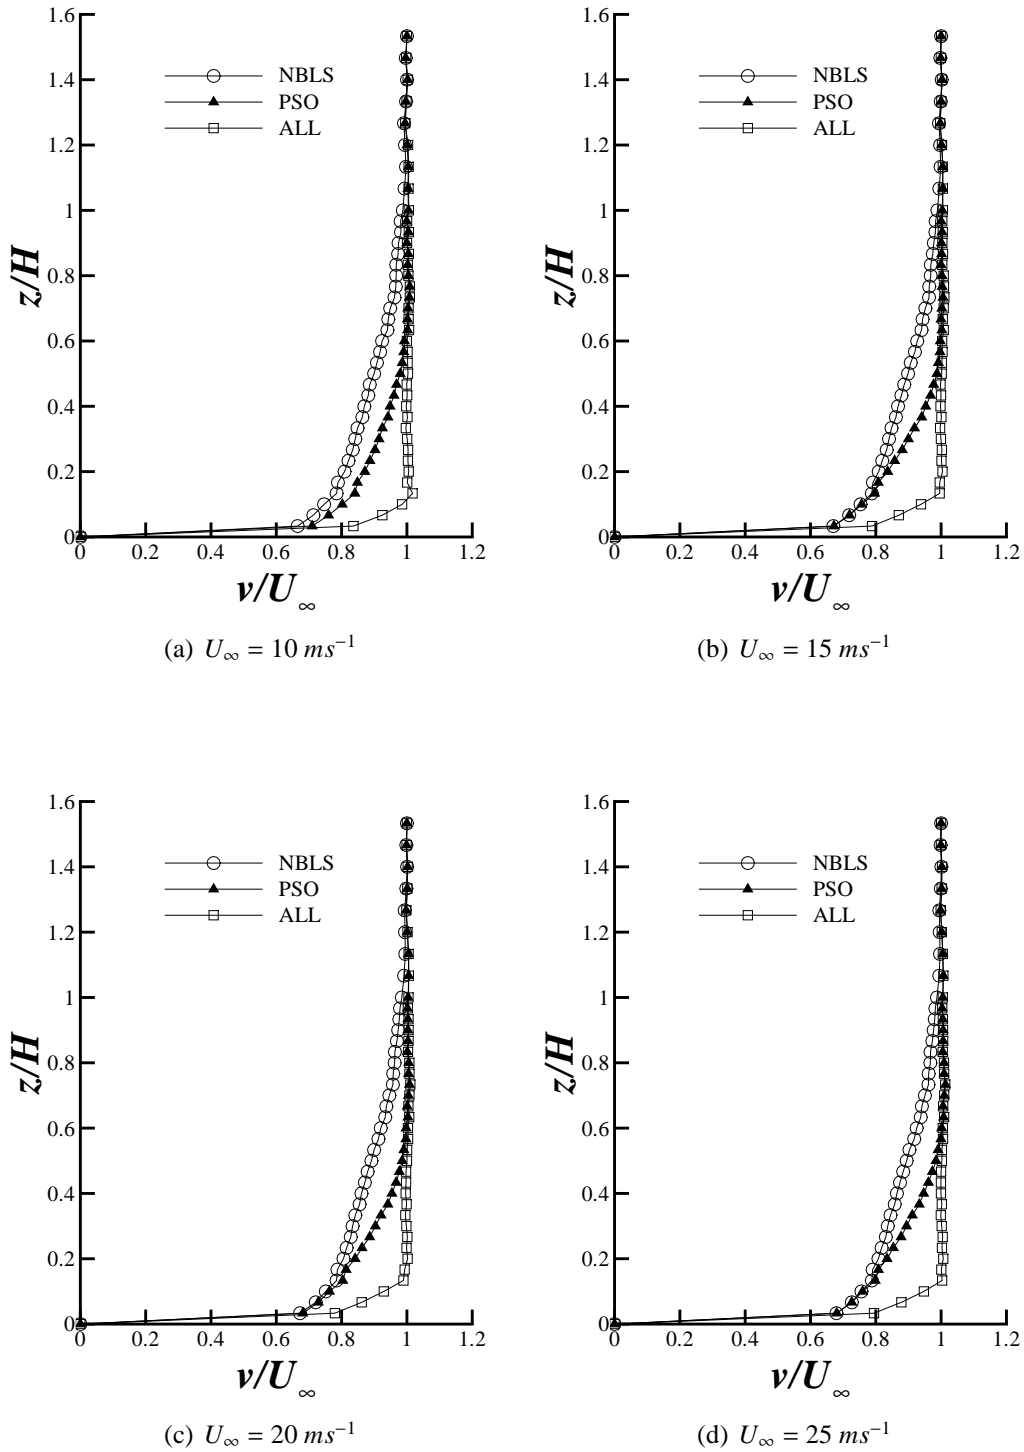 1.6
1.4
1.2
1
0.8
0.6
0.4
0.2
0
z/H
NBLS
PSO
ALL
0 0.2 0.4 0.6 0.8 1 1.2
v/U∞
(a) U∞ = 10 ms⁻¹
1.6
1.4
1.2
1
0.8
0.6
0.4
0.2
0
z/H
NBLS
PSO
ALL
0 0.2 0.4 0.6 0.8 1 1.2
v/U∞
(b) U∞ = 15 ms⁻¹
1.6
1.4
1.2
1
0.8
0.6
0.4
0.2
0
z/H
NBLS
PSO
ALL
0 0.2 0.4 0.6 0.8 1 1.2
v/U∞
(c) U∞ = 20 ms⁻¹
1.6
1.4
1.2
1
0.8
0.6
0.4
0.2
0
z/H
NBLS
PSO
ALL
0 0.2 0.4 0.6 0.8 1 1.2
v/U∞
(d) U∞ = 25 ms⁻¹